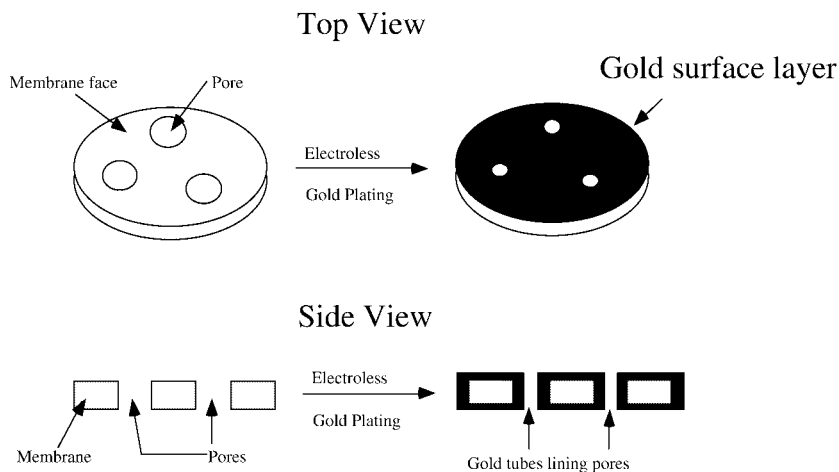 Top View
Membrane face
Pore
Gold surface layer
Electroless
Gold Plating
Side View
Electroless
Gold Plating
Membrane
Pores
Gold tubes lining pores